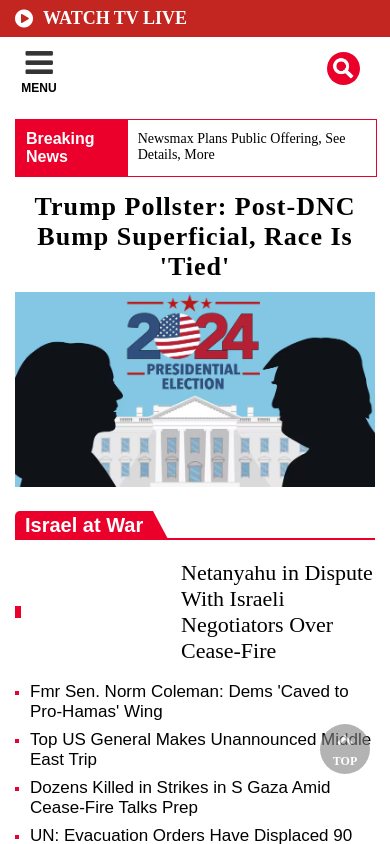 WATCH TV LIVE
MENU
Breaking
News
Newsmax Plans Public Offering, See
Details, More
Trump Pollster: Post-DNC
Bump Superficial, Race Is
'Tied'
2024
PRESIDENTIAL
ELECTION
Israel at War
Netanyahu in Dispute
With Israeli
Negotiators Over
Cease-Fire
Fmr Sen. Norm Coleman: Dems 'Caved to
Pro-Hamas' Wing
Top US General Makes Unannounced Middle
East Trip
TOP
Dozens Killed in Strikes in S Gaza Amid
Cease-Fire Talks Prep
UN: Evacuation Orders Have Displaced 90